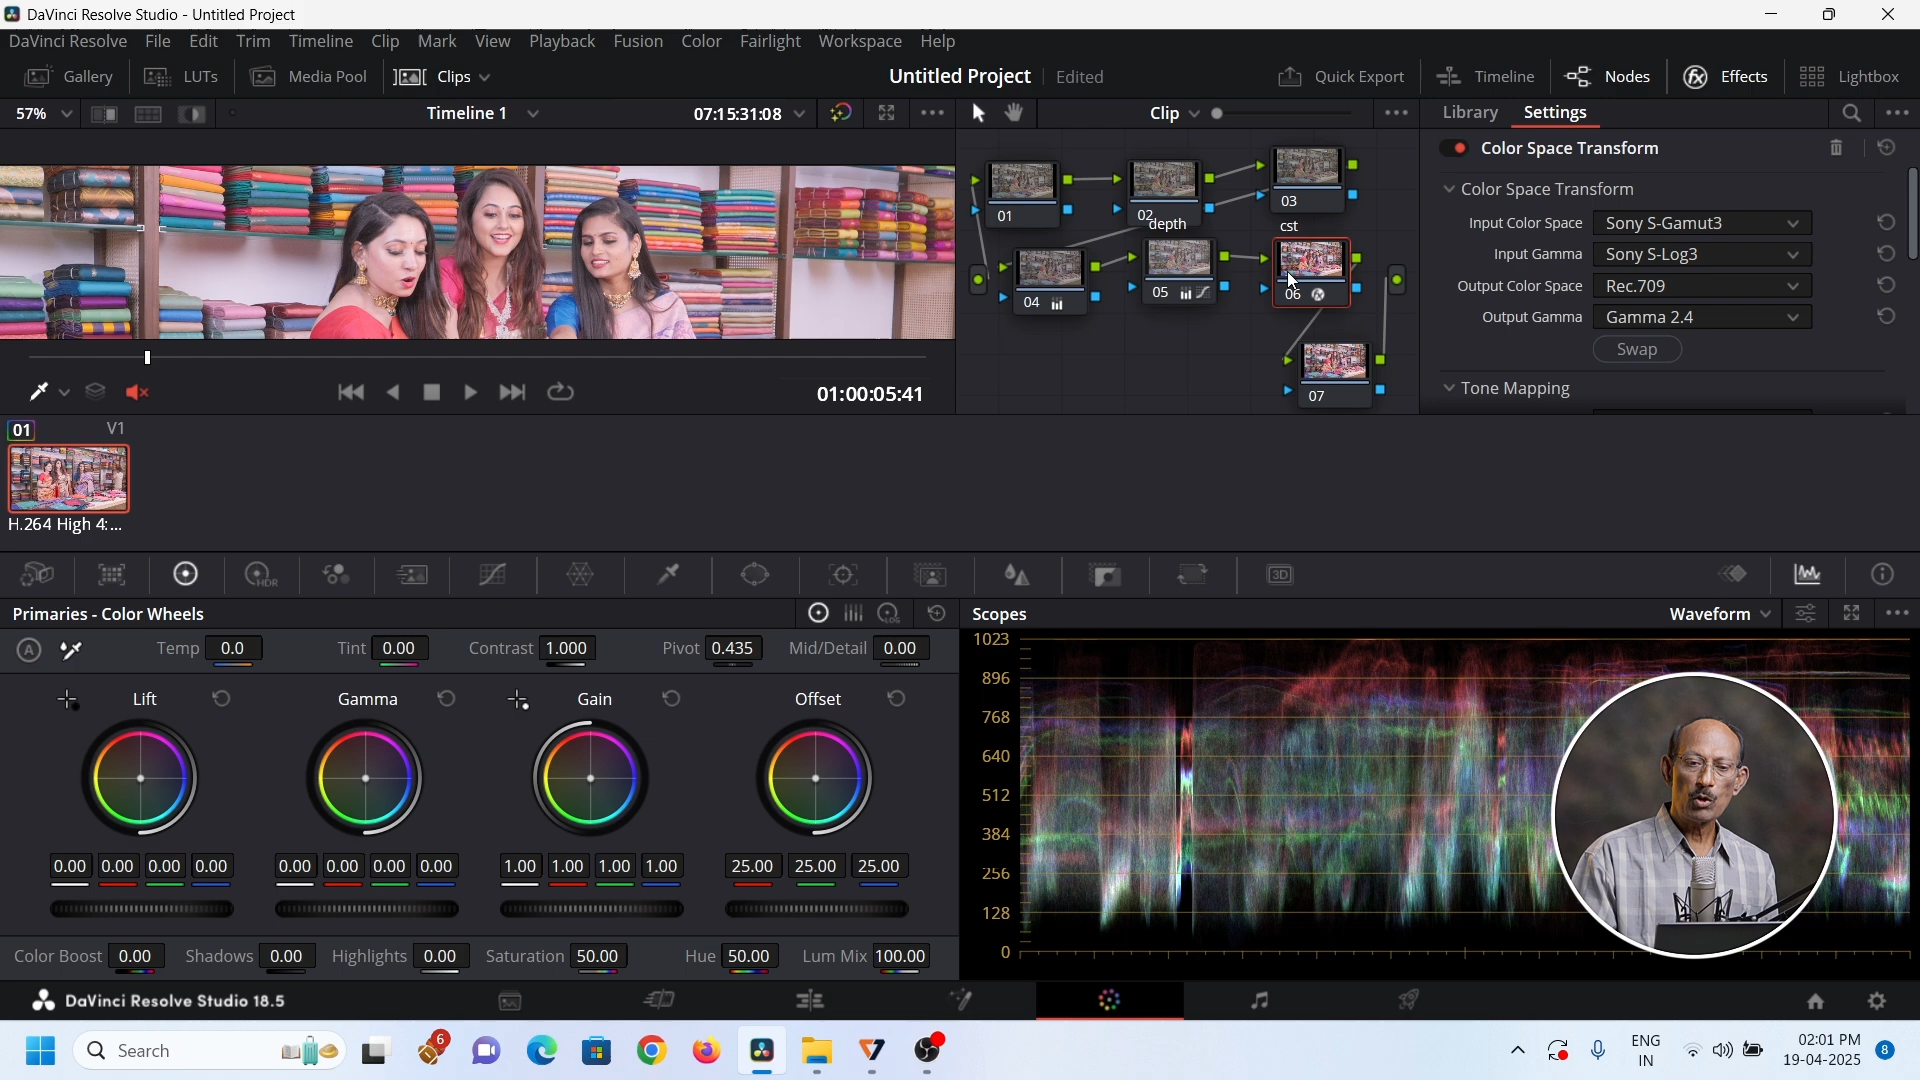 DaVinci Resolve Studio - Untitled Project
DaVinci Resolve File Edit Trim Timeline Clip Mark View Playback Fusion Color Fairlight Workspace Help
Gallery LUTs Media Pool Clips Untitled Project Edited Quick Export Timeline Nodes Effects Lightbox
57% Timeline 1 07:15:31:08 Clip Library Settings
Color Space Transform
Color Space Transform
Input Color Space Sony S-Gamut3
Input Gamma Sony S-Log3
Output Color Space Rec.709
Output Gamma Gamma 2.4
Swap
Tone Mapping
01 02 03
depth cst
04 05 06
07
01:00:05:41
01 V1
H.264 High 4:...
HDR 3D
Primaries - Color Wheels LOG
A Temp 0.0 Tint 0.00 Contrast 1.000 Pivot 0.435 Mid/Detail 0.00
Lift Gamma Gain Offset
0.00 0.00 0.00 0.00 0.00 0.00 0.00 0.00 1.00 1.00 1.00 1.00 25.00 25.00 25.00
Color Boost 0.00 Shadows 0.00 Highlights 0.00 Saturation 50.00 Hue 50.00 Lum Mix 100.00
Scopes Waveform
1023
896
768
640
512
384
256
128
0
DaVinci Resolve Studio 18.5
Search 6 ENG IN 02:01 PM 19-04-2025 8